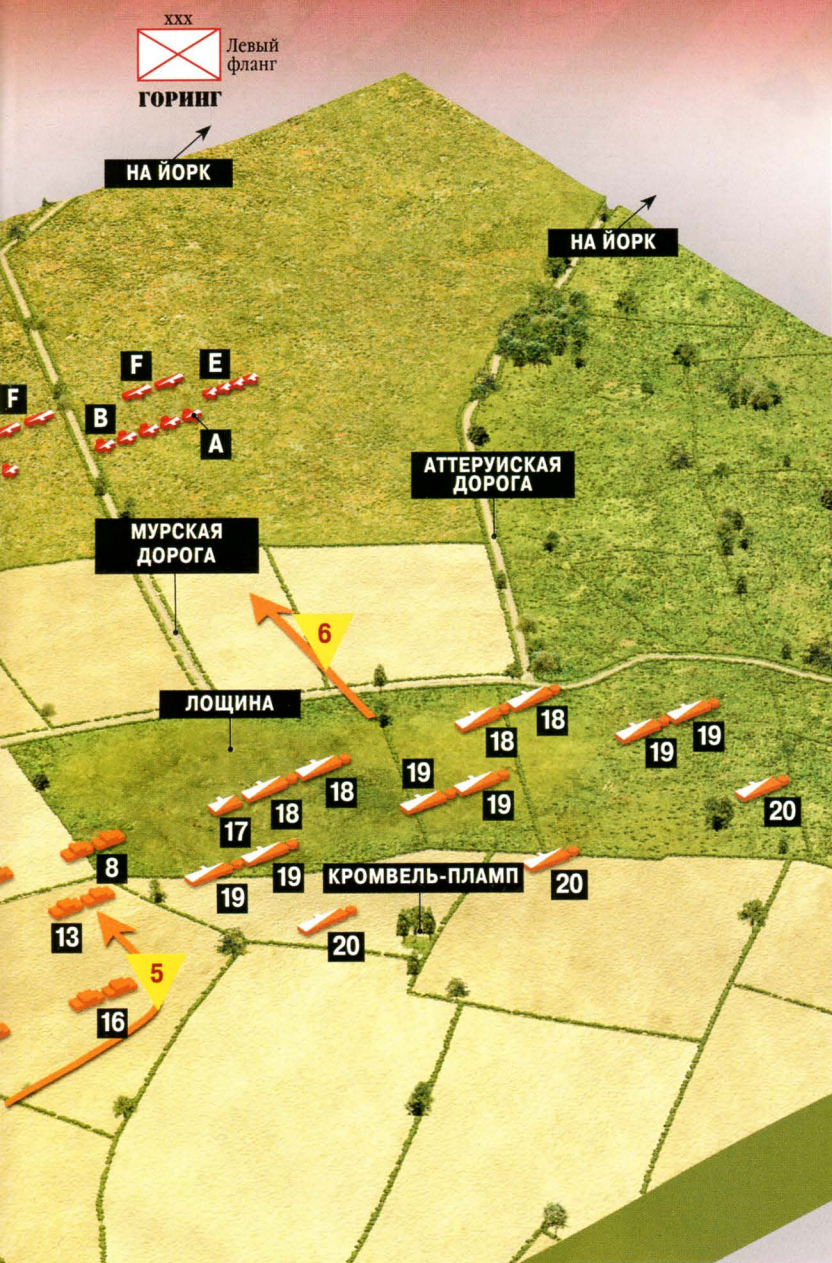 XXX
Левый
фланг
ГОРИНГ
НА ЙОРК
НА ЙОРК
F
E
F
B
A
АТТЕРУИСКАЯ
ДОРОГА
МУРСКАЯ
ДОРОГА
6
ЛОЩИНА
18
18
19
19
19
19
18
18
17
20
8
19
19
КРОМВЕЛЬ-ПЛАМП
20
13
20
5
16